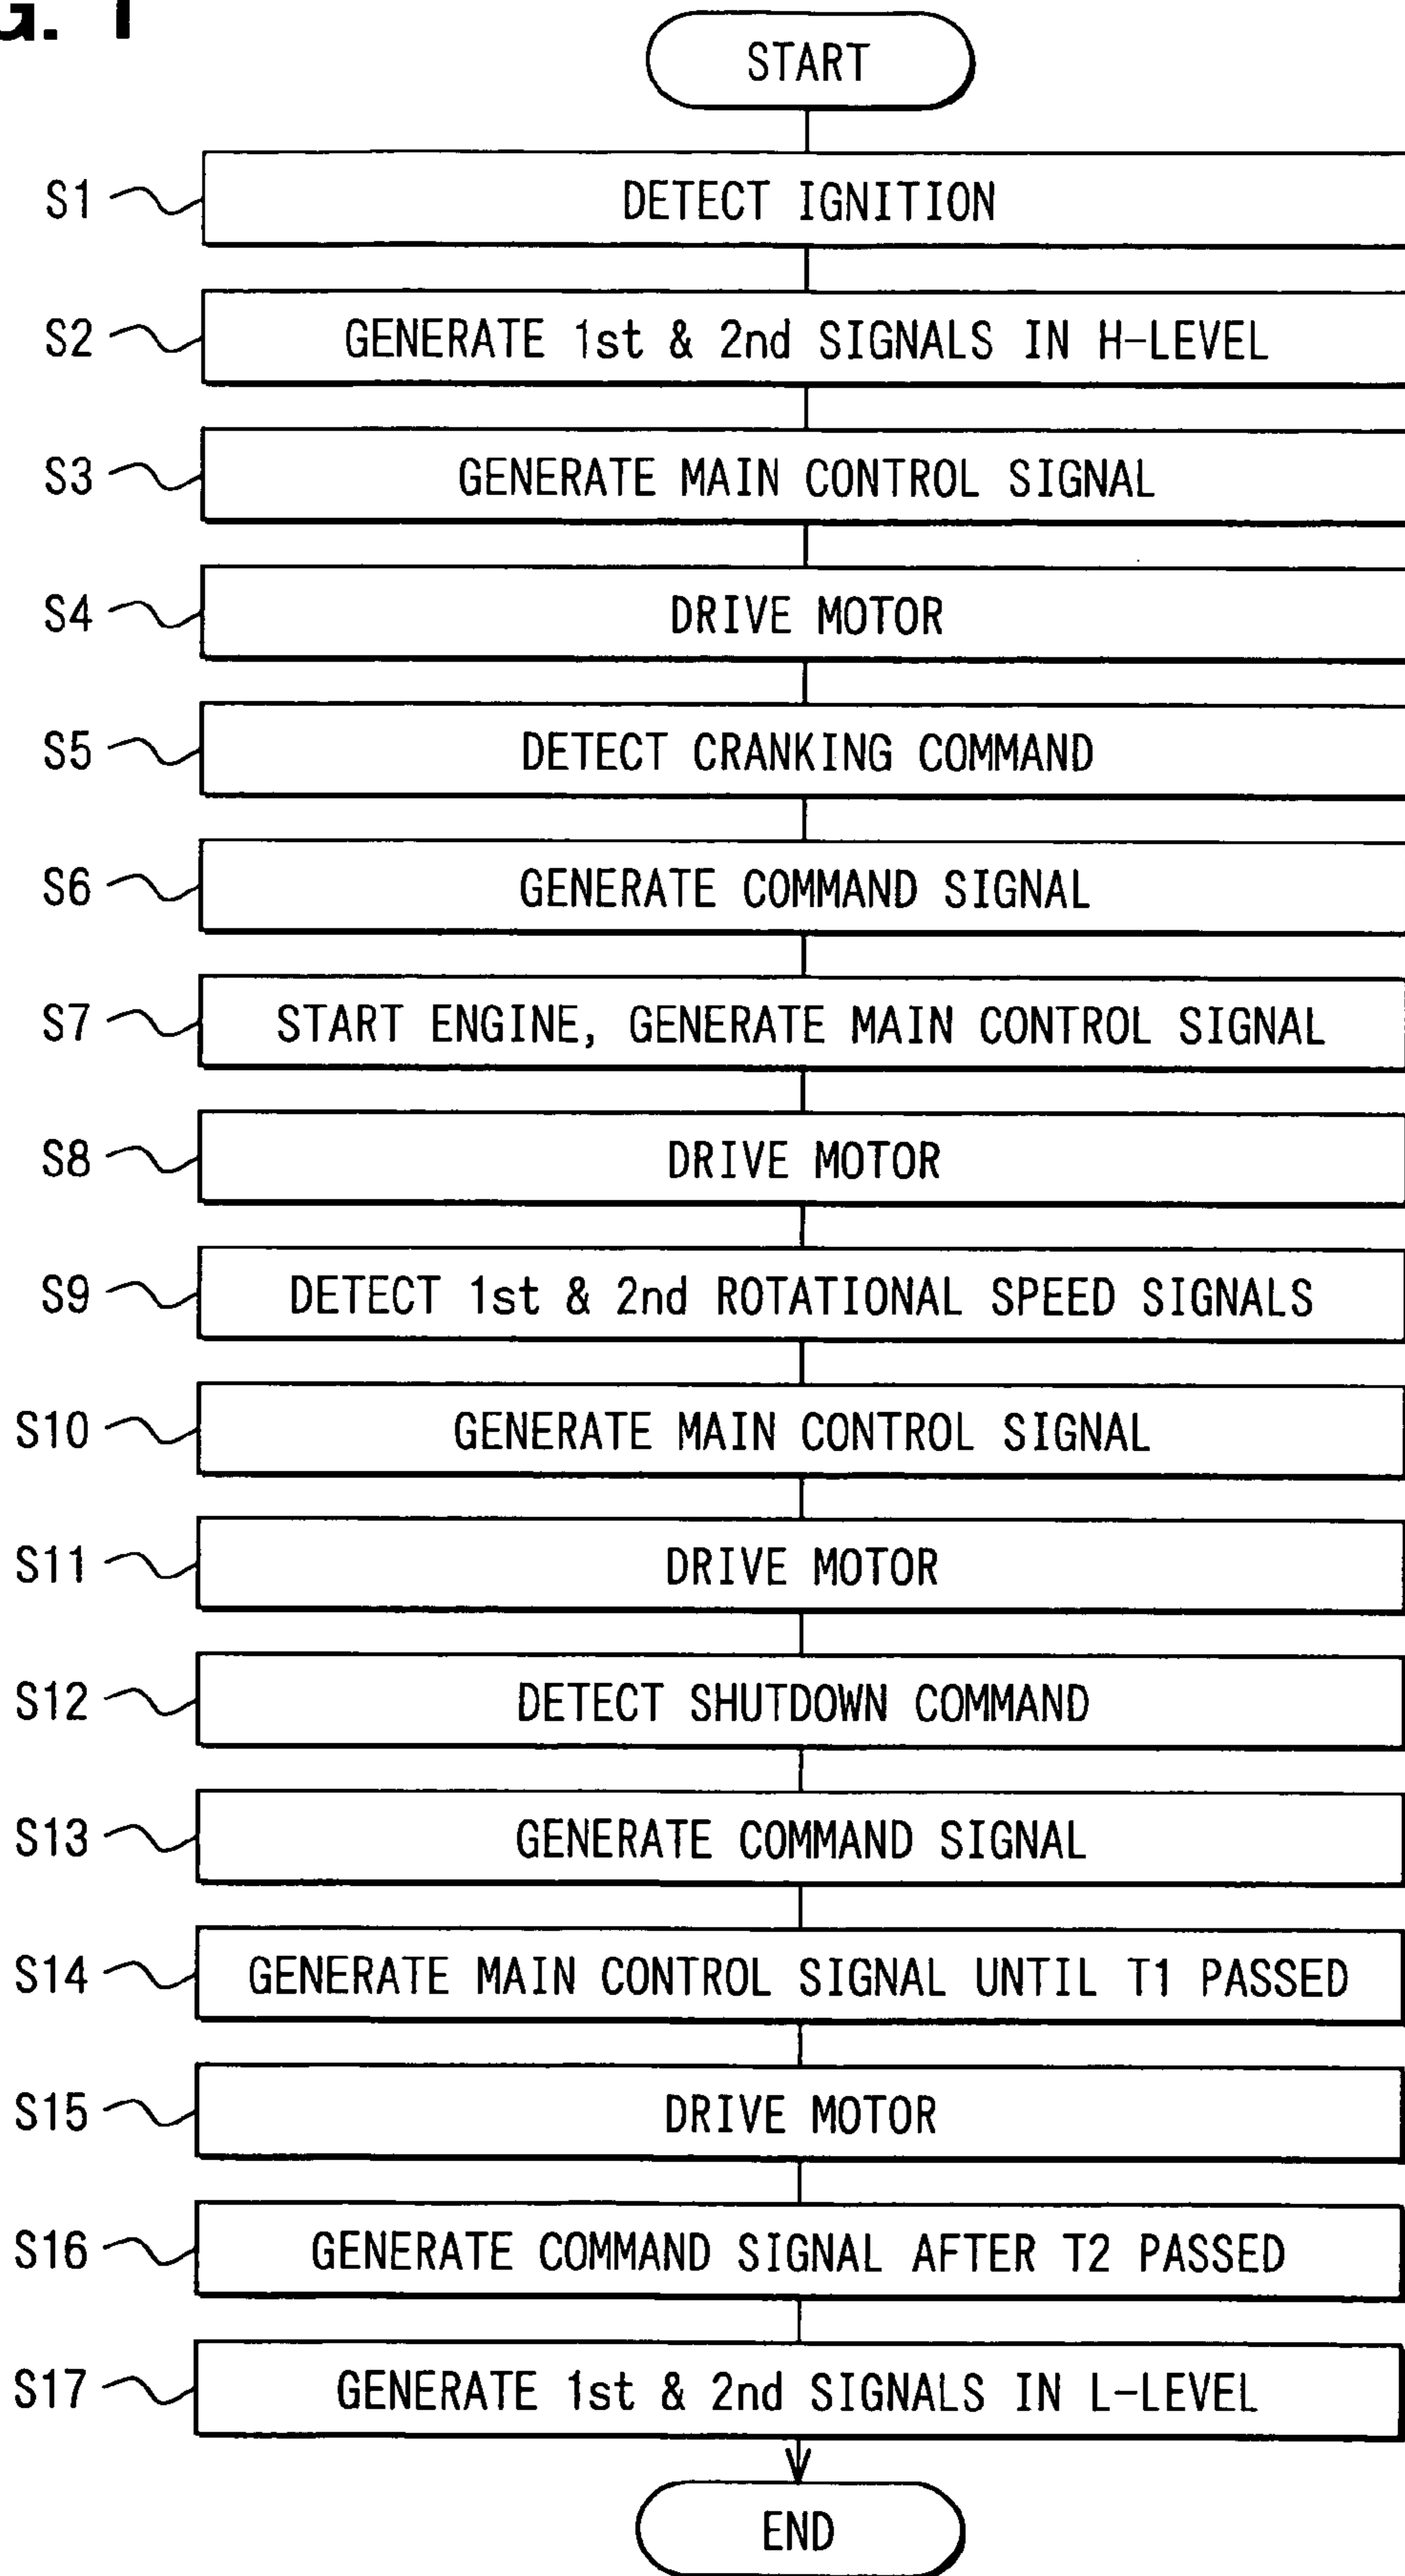 G. 1
START
S1 DETECT IGNITION
S2 GENERATE 1st & 2nd SIGNALS IN H-LEVEL
S3 GENERATE MAIN CONTROL SIGNAL
S4 DRIVE MOTOR
S5 DETECT CRANKING COMMAND
S6 GENERATE COMMAND SIGNAL
S7 START ENGINE, GENERATE MAIN CONTROL SIGNAL
S8 DRIVE MOTOR
S9 DETECT 1st & 2nd ROTATIONAL SPEED SIGNALS
S10 GENERATE MAIN CONTROL SIGNAL
S11 DRIVE MOTOR
S12 DETECT SHUTDOWN COMMAND
S13 GENERATE COMMAND SIGNAL
S14 GENERATE MAIN CONTROL SIGNAL UNTIL T1 PASSED
S15 DRIVE MOTOR
S16 GENERATE COMMAND SIGNAL AFTER T2 PASSED
S17 GENERATE 1st & 2nd SIGNALS IN L-LEVEL
END